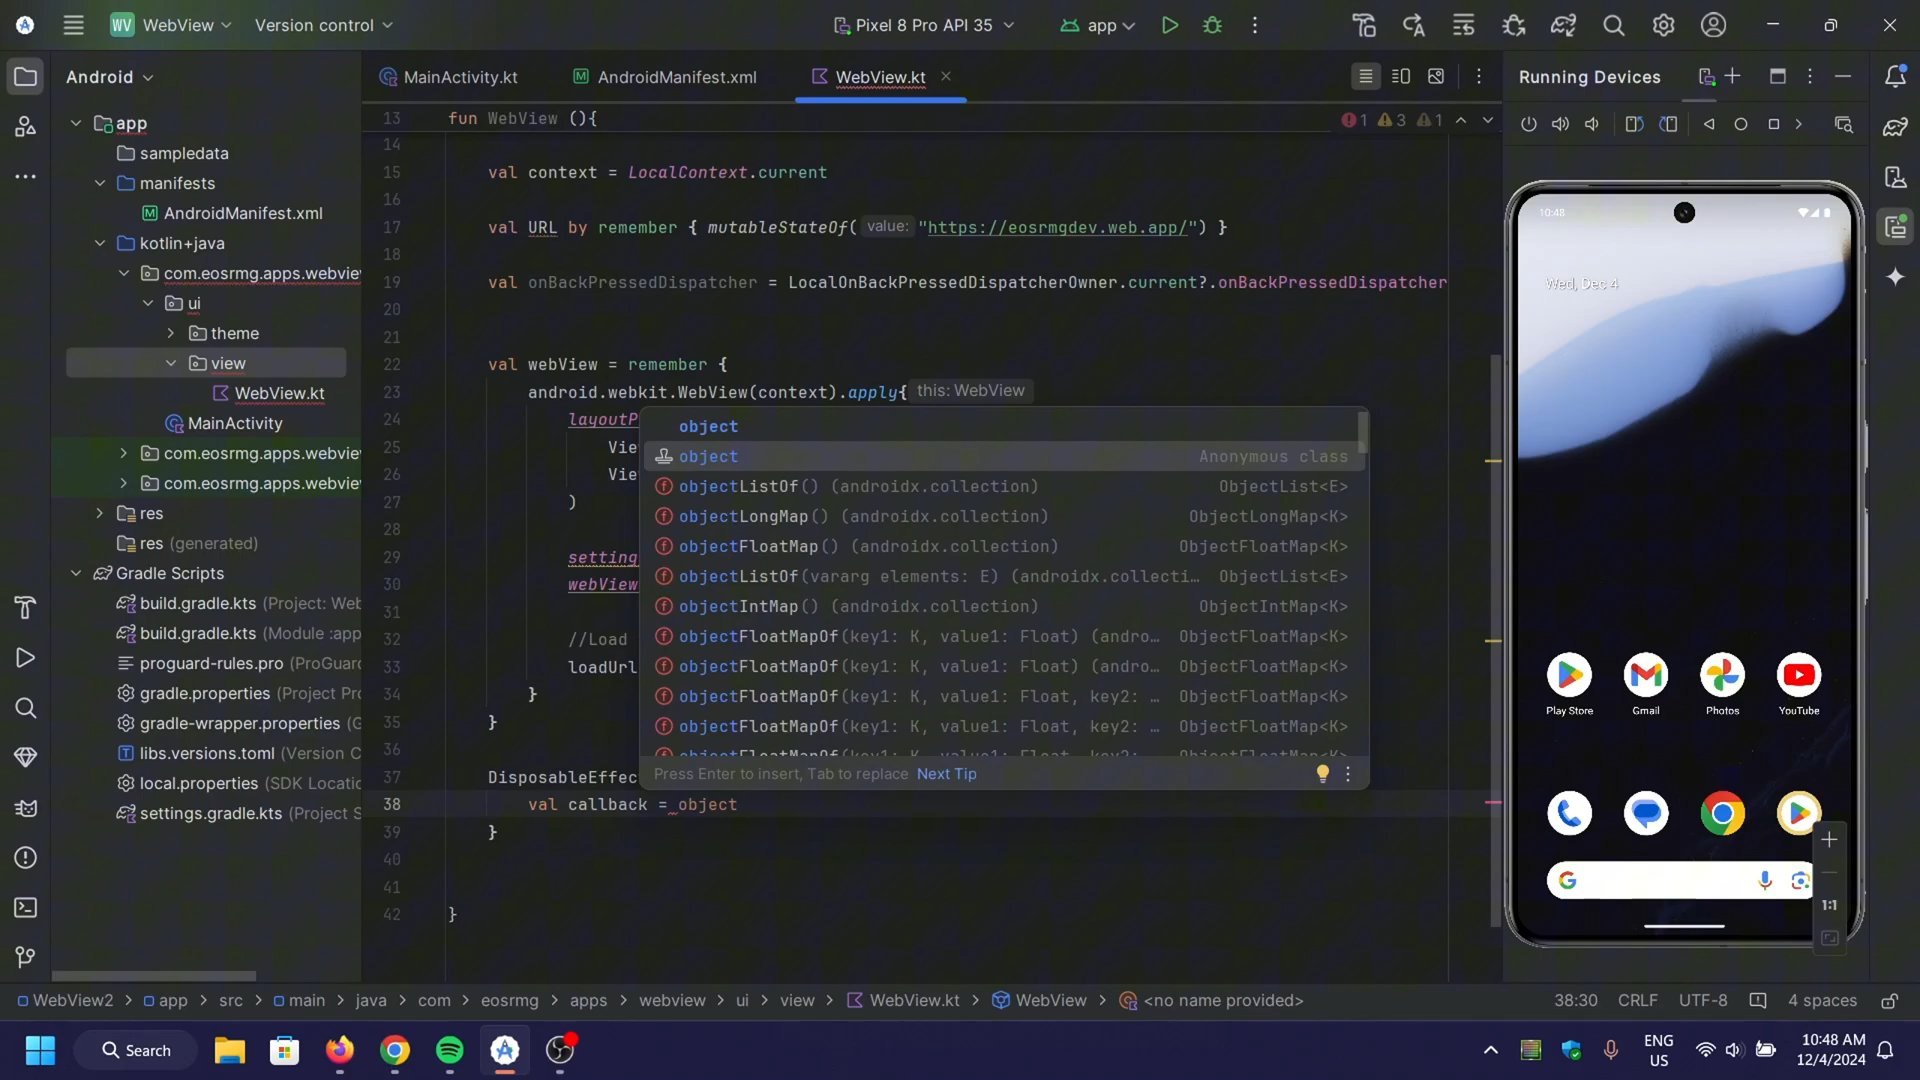 WV WebView
Version control
Pixel 8 Pro API 35
app
Android
MainActivity.kt
AndroidManifest.xml
WebView.kt
Running Devices
app
sampledata
manifests
AndroidManifest.xml
kotlin+java
com.eosrmg.apps.webvie
ui
theme
view
WebView.kt
MainActivity
com.eosrmg.apps.webvie
com.eosrmg.apps.webvie
res
res (generated)
Gradle Scripts
build.gradle.kts (Project: Web
build.gradle.kts (Module :app
proguard-rules.pro (ProGuard
gradle.properties (Project Pro
gradle-wrapper.properties (G
libs.versions.toml (Version C
local.properties (SDK Locatio
settings.gradle.kts (Project S
13 fun WebView (){
1 3 1
14
15 val context = LocalContext.current
16
17 val URL by remember { mutableStateOf( value: "https://eosrmgdev.web.app/") }
18
19 val onBackPressedDispatcher = LocalOnBackPressedDispatcherOwner.current?.onBackPressedDispatcher
20
21
22 val webView = remember {
23 android.webkit.WebView(context).apply{ this: WebView
24 layoutP
25 Vie
26 Vie
27 )
28
29 setting
30 webView
31
32 //Load
33 loadUrl
34 }
35 }
36
37 DisposableEffec
38 val callback = object
39 }
40
41
42 }
object
object Anonymous class
objectListOf() (androidx.collection) ObjectList<E>
objectLongMap() (androidx.collection) ObjectLongMap<K>
objectFloatMap() (androidx.collection) ObjectFloatMap<K>
objectListOf(vararg elements: E) (androidx.collecti... ObjectList<E>
objectIntMap() (androidx.collection) ObjectIntMap<K>
objectFloatMapOf(key1: K, value1: Float) (andro... ObjectFloatMap<K>
objectFloatMapOf(key1: K, value1: Float) (andro... ObjectFloatMap<K>
objectFloatMapOf(key1: K, value1: Float, key2: ... ObjectFloatMap<K>
objectFloatMapOf(key1: K, value1: Float, key2: ... ObjectFloatMap<K>
Press Enter to insert, Tab to replace Next Tip
10:48
Wed, Dec 4
Play Store
Gmail
Photos
YouTube
1:1
WebView2 > app > src > main > java > com > eosrmg > apps > webview > ui > view > WebView.kt > WebView > <no name provided>
38:30 CRLF UTF-8 4 spaces
Search
ENG
US
10:48 AM
12/4/2024